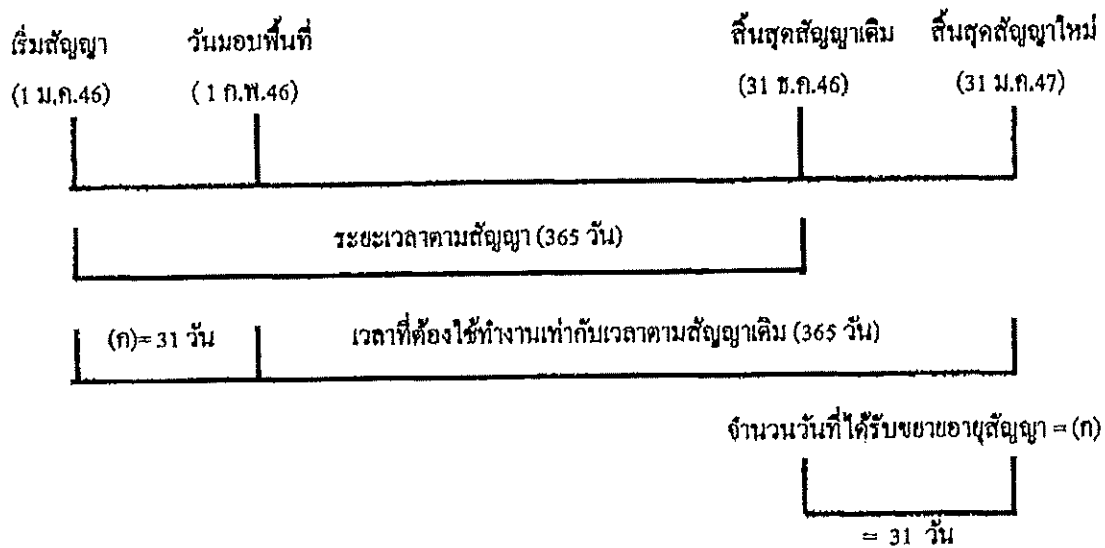 เริ่มสัญญา วันมอบพื้นที่ สิ้นสุดสัญญาเดิม สิ้นสุดสัญญาใหม่
(1 ม.ค.46) ( 1 ก.พ.46) (31 ธ.ค.46) (31 ม.ค.47)
ระยะเวลาตามสัญญา (365 วัน)
(ก)= 31 วัน เวลาที่ต้องใช้ทำงานเท่ากับเวลาตามสัญญาเดิม (365 วัน)
จำนวนวันที่ได้รับขยายอายุสัญญา = (ก)
= 31 วัน